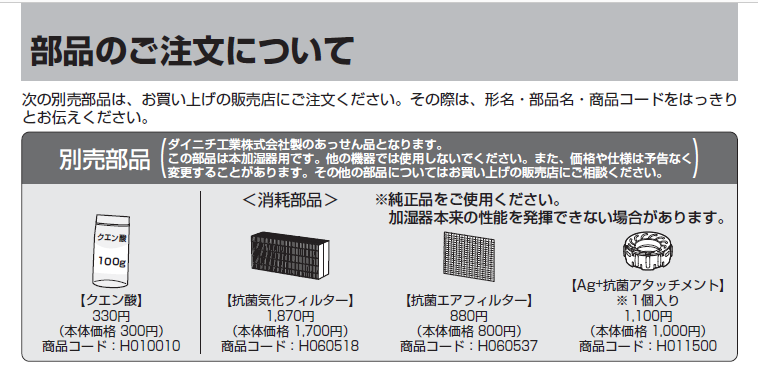 部品のご注文について
次の別売部品は、お買い上げの販売店にご注文ください。その際は、形名・部品名・商品コードをはっきり
とお伝えください。
別売部品
ダイニチ工業株式会社製のあっせん品となります。
この部品は本加湿器用です。他の機器では使用しないでください。また、価格や仕様は予告なく
変更することがあります。その他の部品についてはお買い上げの販売店にご相談ください。
<消耗部品>
※純正品をご使用ください。
加湿器本来の性能を発揮できない場合があります。
クエン酸
100g
【クエン酸】
330円
(本体価格 300円)
商品コード:H010010
【抗菌気化フィルター】
1,870円
(本体価格 1,700円)
商品コード:H060518
【抗菌エアフィルター】
880円
(本体価格 800円)
商品コード:H060537
【Ag+抗菌アタッチメント】
※1個入り
1,100円
(本体価格 1,000円)
商品コード:H011500